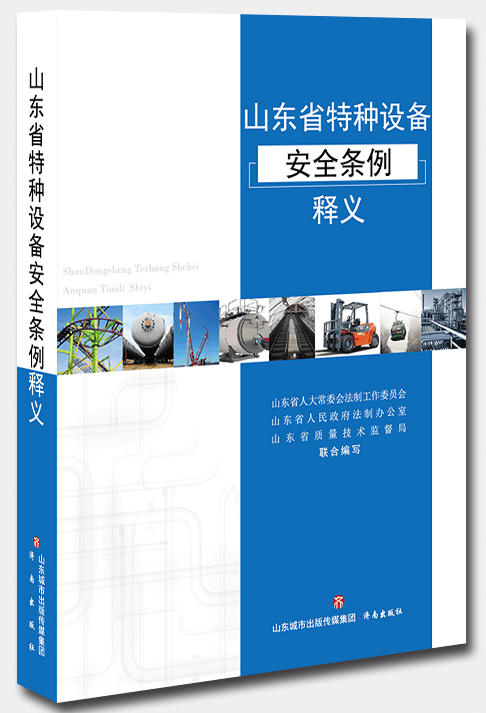 山东省特种设备安全条例释义
山东城市出版传媒集团
济南出版社
山东省特种设备
安全条例
释义
ShanDongsheng Tezhong Shebei
Anquan Tiaoli Shiyi
山东省人大常委会法制工作委员会
山东省人民政府法制办公室
山东省质量技术监督局
联合编写
山东城市出版传媒集团 济南出版社